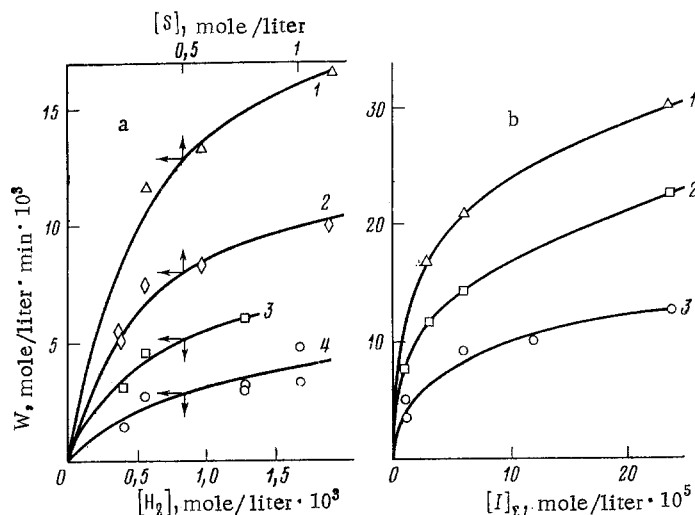 [S], mole/liter
0,5 1
a
15
10
5
0
1
2
3
4
0,5 1,0 1,5
[H₂], mole/liter·10³
W, mole/liter·min·10³
b
30
20
10
0
1
2
3
10 20
[I]Σ, mole/liter·10⁵